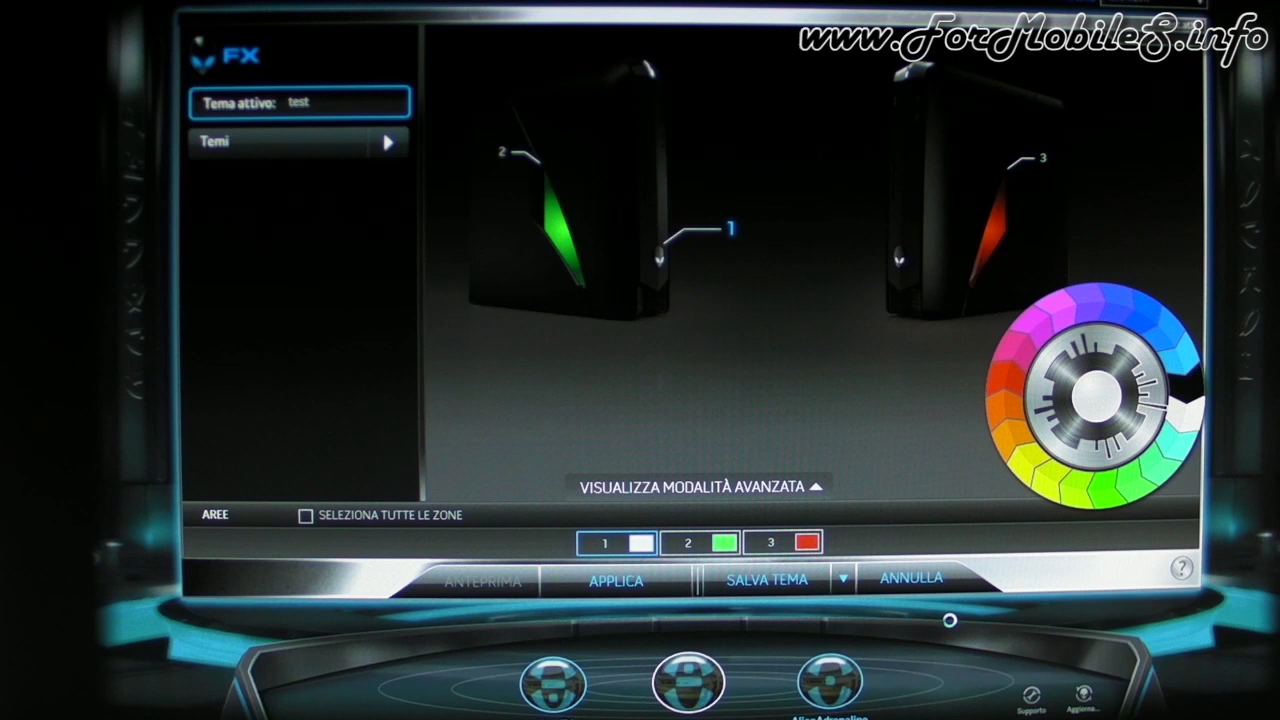 www.ForMobileS.info
FX
Tema attivo: test
Temi
2
1
3
VISUALIZZA MODALITÀ AVANZATA
AREE
SELEZIONA TUTTE LE ZONE
1
2
3
ANTEPRIMA
APPLICA
SALVA TEMA
ANNULLA
?
Supporto
Aggiorna...